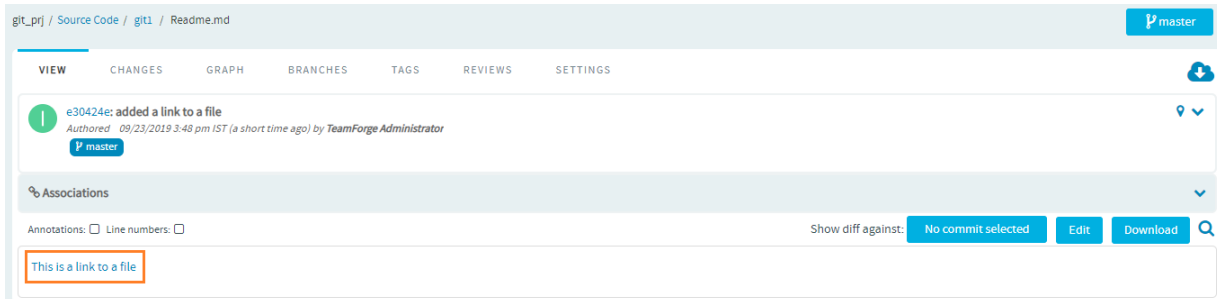 git_prj / Source Code / git1 / Readme.md
master
VIEW CHANGES GRAPH BRANCHES TAGS REVIEWS SETTINGS
I
e30424e: added a link to a file
Authored 09/23/2019 3:48 pm IST (a short time ago) by TeamForge Administrator
master
Associations
Annotations: Line numbers: Show diff against: No commit selected Edit Download
This is a link to a file